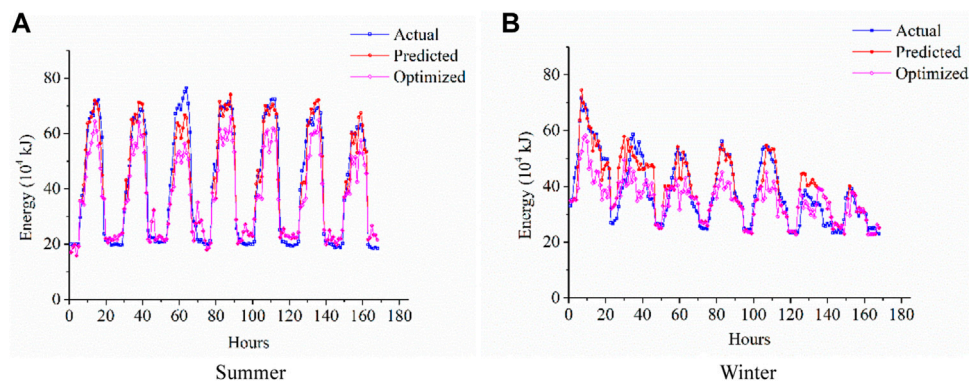 A
Actual
Predicted
Optimized
80
60
40
20
0
Energy (10⁴ kJ)
0 20 40 60 80 100 120 140 160 180
Hours
Summer
B
Actual
Predicted
Optimized
80
60
40
20
0
Energy (10⁴ kJ)
0 20 40 60 80 100 120 140 160 180
Hours
Winter